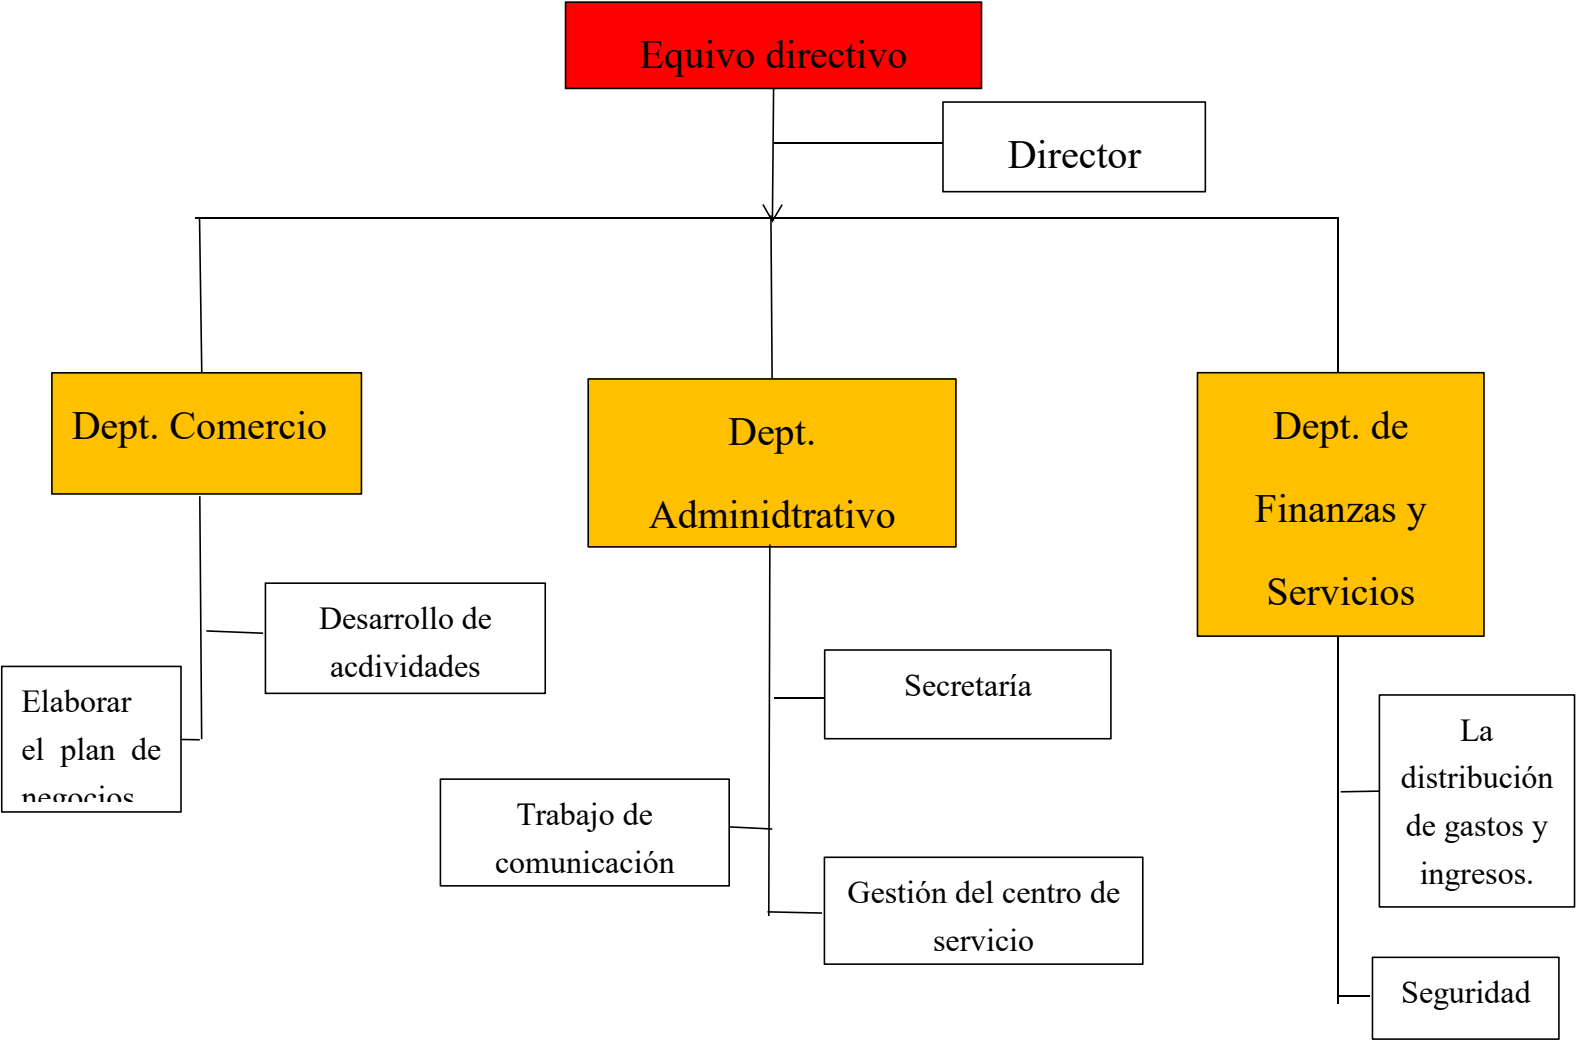 Equivo directivo
Director
Dept. Comercio
Dept.
Adminidtrativo
Dept. de
Finanzas y
Servicios
Desarrollo de
acdividades
Elaborar
el plan de
negocios
Secretaría
Trabajo de
comunicación
Gestión del centro de
servicio
La
distribución
de gastos y
ingresos.
Seguridad